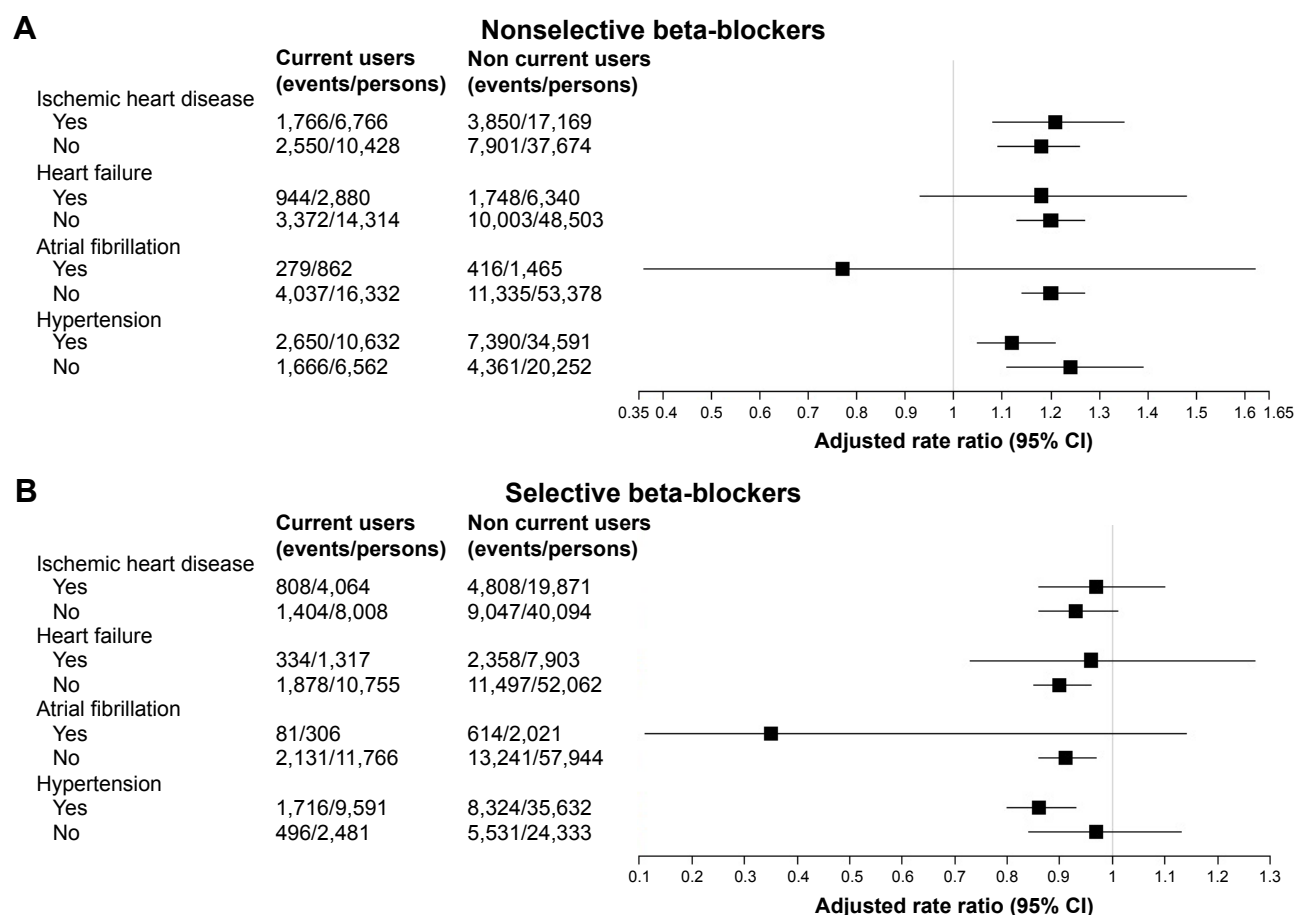 A
Nonselective beta-blockers
Current users Non current users
(events/persons) (events/persons)
Ischemic heart disease
Yes 1,766/6,766 3,850/17,169
No 2,550/10,428 7,901/37,674
Heart failure
Yes 944/2,880 1,748/6,340
No 3,372/14,314 10,003/48,503
Atrial fibrillation
Yes 279/862 416/1,465
No 4,037/16,332 11,335/53,378
Hypertension
Yes 2,650/10,632 7,390/34,591
No 1,666/6,562 4,361/20,252
0.35 0.4 0.5 0.6 0.7 0.8 0.9 1 1.1 1.2 1.3 1.4 1.5 1.6 1.65
Adjusted rate ratio (95% CI)
B
Selective beta-blockers
Current users Non current users
(events/persons) (events/persons)
Ischemic heart disease
Yes 808/4,064 4,808/19,871
No 1,404/8,008 9,047/40,094
Heart failure
Yes 334/1,317 2,358/7,903
No 1,878/10,755 11,497/52,062
Atrial fibrillation
Yes 81/306 614/2,021
No 2,131/11,766 13,241/57,944
Hypertension
Yes 1,716/9,591 8,324/35,632
No 496/2,481 5,531/24,333
0.1 0.2 0.3 0.4 0.5 0.6 0.7 0.8 0.9 1 1.1 1.2 1.3
Adjusted rate ratio (95% CI)